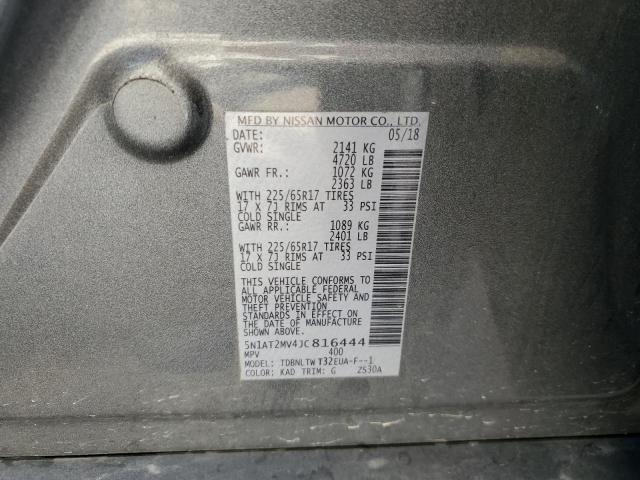 MFD BY NISSAN MOTOR CO., LTD.
DATE: 05/18
GVWR: 2141 KG
4720 LB
GAWR FR.: 1072 KG
2363 LB
WITH 225/65R17 TIRES
17 X 7J RIMS AT 33 PSI
COLD SINGLE
GAWR RR.: 1089 KG
2401 LB
WITH 225/65R17 TIRES
17 X 7J RIMS AT 33 PSI
COLD SINGLE
THIS VEHICLE CONFORMS TO
ALL APPLICABLE FEDERAL
MOTOR VEHICLE SAFETY AND
THEFT PREVENTION
STANDARDS IN EFFECT ON
THE DATE OF MANUFACTURE
SHOWN ABOVE.
5N1AT2MV4JC816444
MPV 400
MODEL: TDBNLTWT32EUA-F--1
COLOR: KAD TRIM: G ZS30A